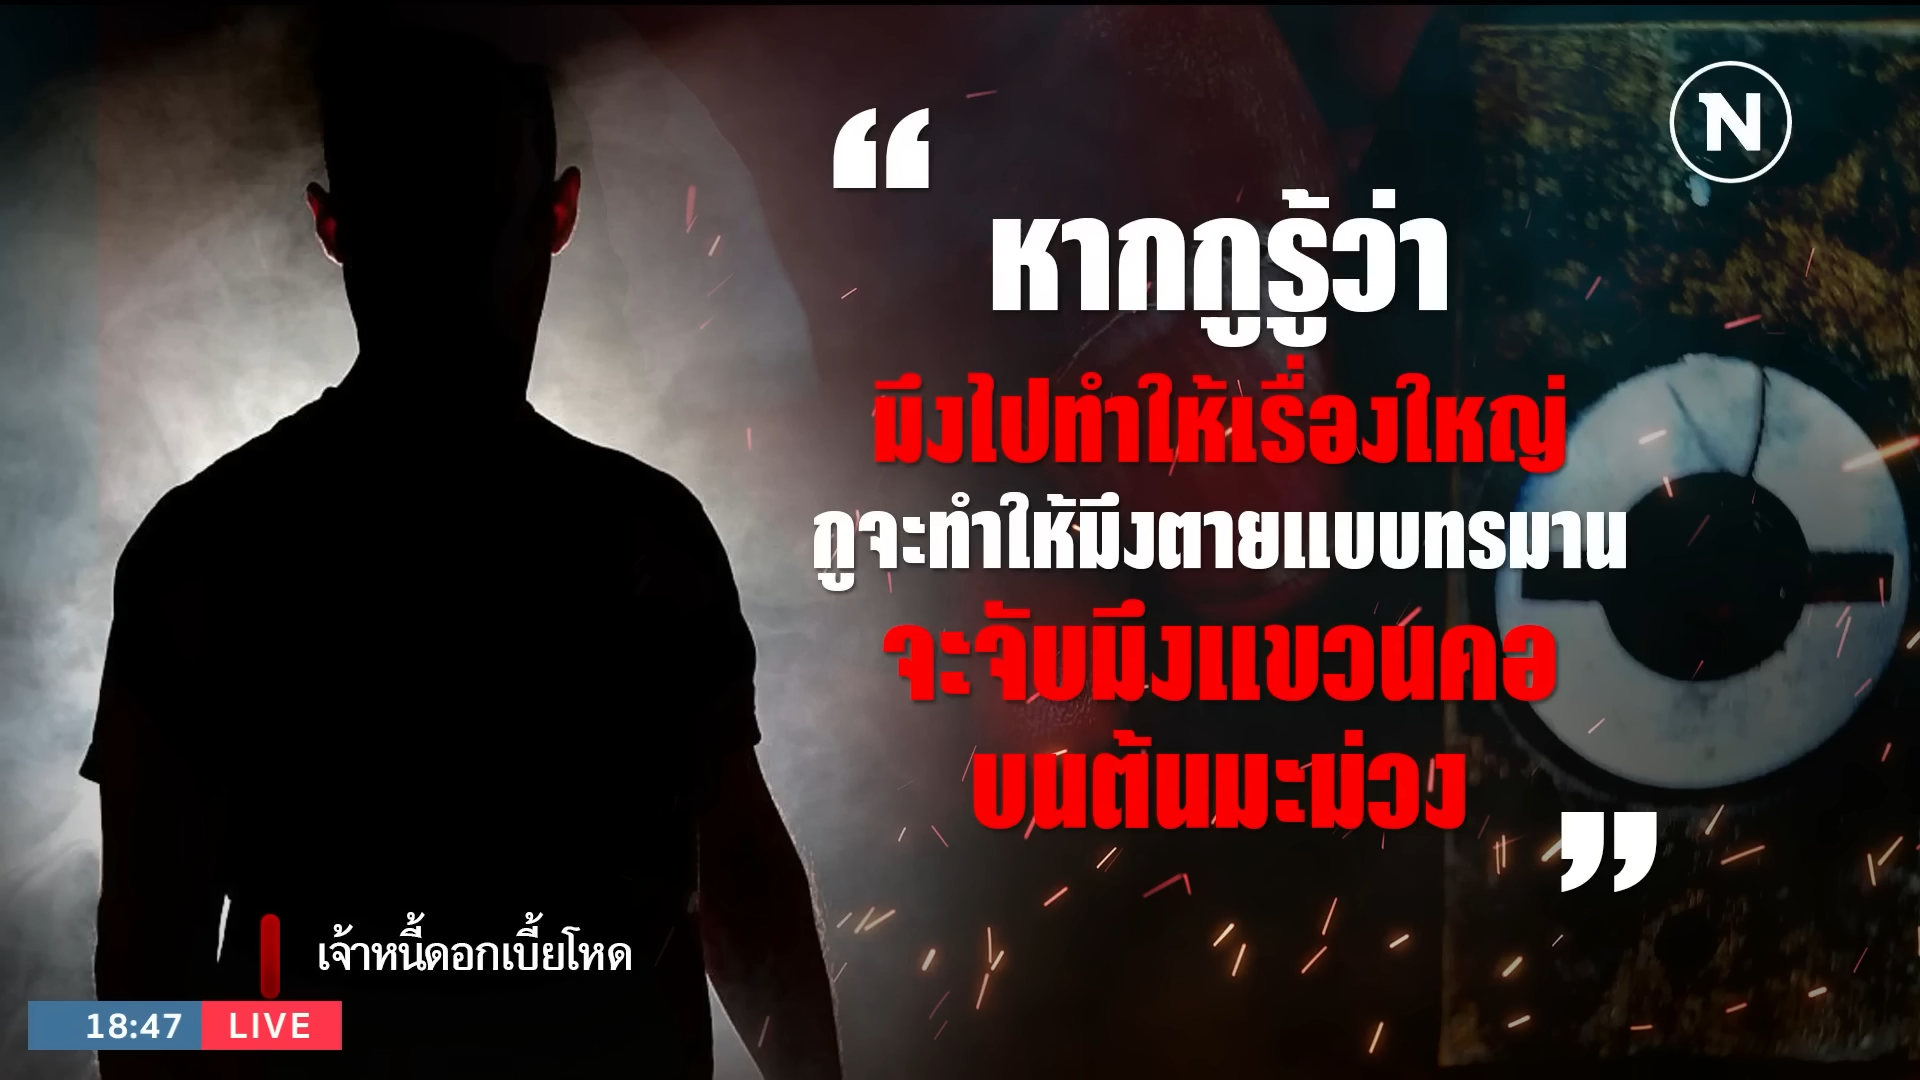 N
“
หากกูรู้ว่า
มึงไปทำให้เรื่องใหญ่
กูจะทำให้มึงตายแบบทรมาน
จะจับมึงแขวนคอ
บนต้นมะม่วง
”
เจ้าหนี้ดอกเบี้ยโหด
18:47 LIVE